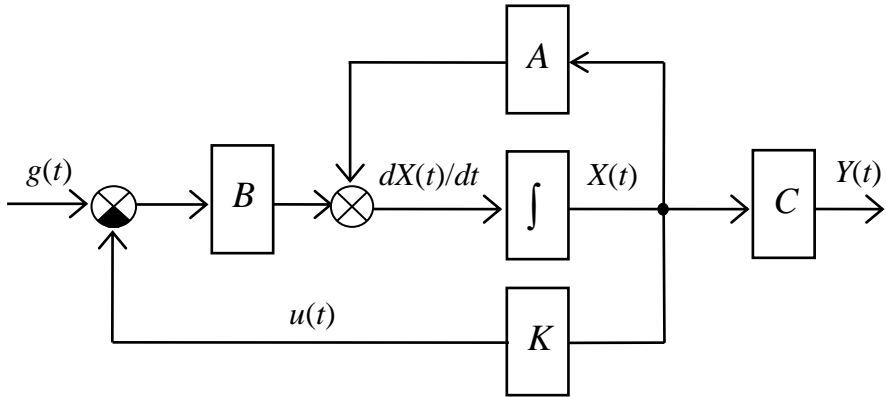 A
g(t)
B
dX(t)/dt
∫
X(t)
C
Y(t)
u(t)
K